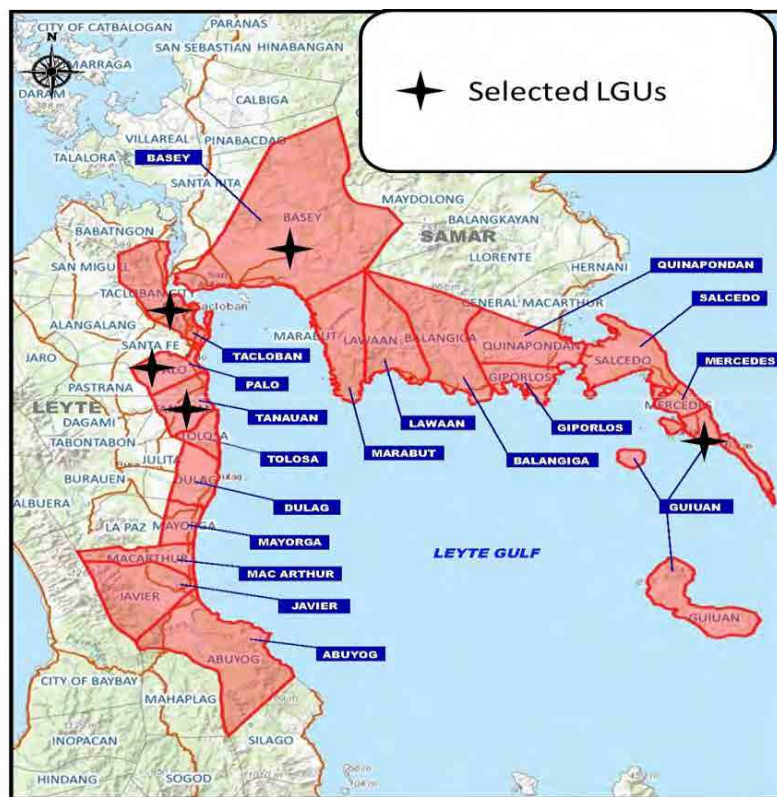 CITY OF CATBALOGAN
PARANAS
N
SAN SEBASTIAN
HINABANGAN
MARRAGA
DARAM
CALBIGA
Selected LGUs
VILLAREAL
PINABACDAO
TALALORA
BASEY
SANTA RITA
MAYDOLONG
BASEY
BALANGKAYAN
BABATNGON
SAMAR
LLORENTE
SAN MIGUEL
HERNANI
QUINAPONDAN
TACLOBAN CITY
GENERAL MACARTHUR
SALCEDO
Tacloban
ALANGALANG
MARABUT
LAWAAN
BALANGIGA
QUINAPONDAN
SANTA FE
TACLOBAN
SALCEDO
MERCEDES
JARO
PALO
GIPORLOS
PASTRANA
TANAUAN
LAWAAN
GIPORLOS
MERCEDES
LEYTE
DAGAMI
TOLOSA
TABONTABON
TOLOSA
MARABUT
BALANGIGA
JULITA
BURAUEN
DULAG
DULAG
GUIUAN
ALBUERA
LA PAZ
MAYORGA
MAYORGA
LEYTE GULF
MACARTHUR
MAC ARTHUR
JAVIER
JAVIER
GUIUAN
ABUYOG
ABUYOG
CITY OF BAYBAY
MAHAPLAG
INOPACAN
SILAGO
HINDANG
SOGOD